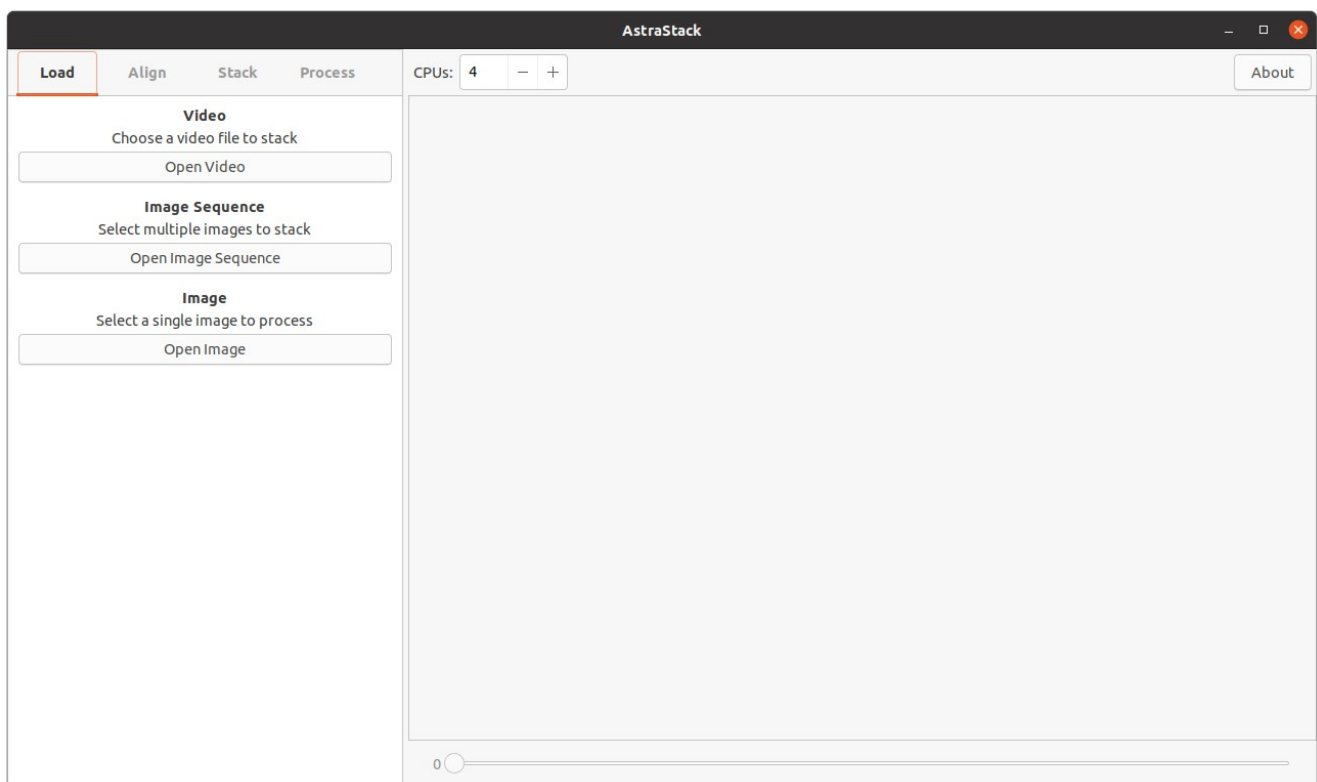 AstraStack
Load Align Stack Process
CPUs: 4 − +
About
Video
Choose a video file to stack
Open Video
Image Sequence
Select multiple images to stack
Open Image Sequence
Image
Select a single image to process
Open Image
0